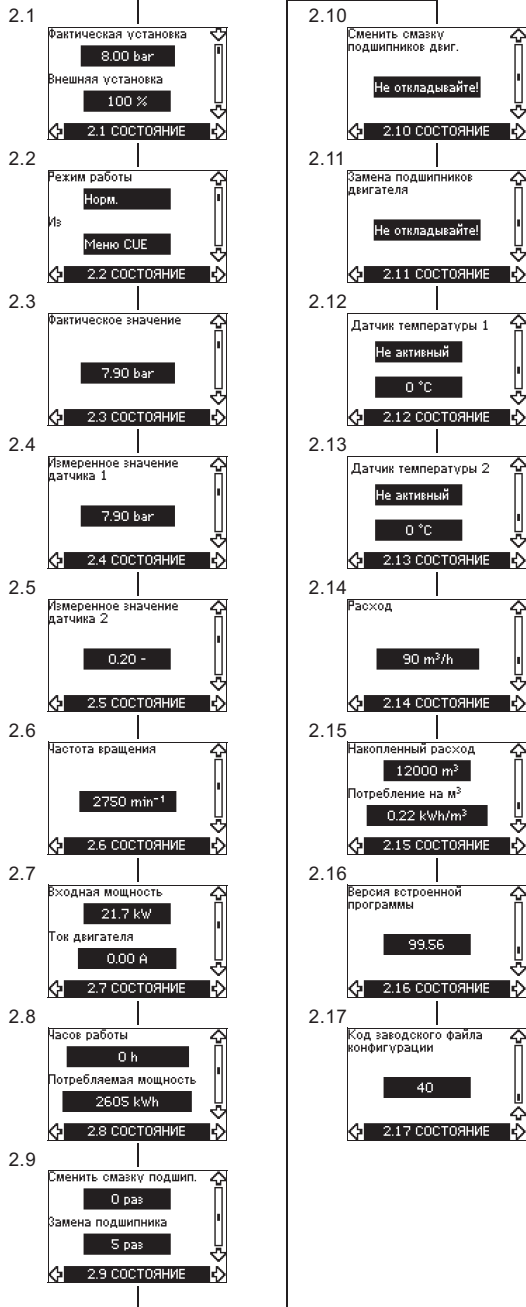 2.1
Фактическая установка
8.00 bar
Внешняя установка
100 %
2.1 СОСТОЯНИЕ
2.2
Режим работы
Норм.
Из
Меню CUE
2.2 СОСТОЯНИЕ
2.3
Фактическое значение
7.90 bar
2.3 СОСТОЯНИЕ
2.4
Измеренное значение
датчика 1
7.90 bar
2.4 СОСТОЯНИЕ
2.5
Измеренное значение
датчика 2
0.20 -
2.5 СОСТОЯНИЕ
2.6
Частота вращения
2750 min⁻¹
2.6 СОСТОЯНИЕ
2.7
Входная мощность
21.7 kW
Ток двигателя
0.00 A
2.7 СОСТОЯНИЕ
2.8
Часов работы
0 h
Потребляемая мощность
2605 kWh
2.8 СОСТОЯНИЕ
2.9
Сменить смазку подшип.
0 раз
Замена подшипника
5 раз
2.9 СОСТОЯНИЕ
2.10
Сменить смазку
подшипников двиг.
Не откладывайте!
2.10 СОСТОЯНИЕ
2.11
Замена подшипников
двигателя
Не откладывайте!
2.11 СОСТОЯНИЕ
2.12
Датчик температуры 1
Не активный
0 °C
2.12 СОСТОЯНИЕ
2.13
Датчик температуры 2
Не активный
0 °C
2.13 СОСТОЯНИЕ
2.14
Расход
90 m³/h
2.14 СОСТОЯНИЕ
2.15
Накопленный расход
12000 m³
Потребление на м³
0.22 kWh/m³
2.15 СОСТОЯНИЕ
2.16
Версия встроенной
программы
99.56
2.16 СОСТОЯНИЕ
2.17
Код заводского файла
конфигурации
40
2.17 СОСТОЯНИЕ